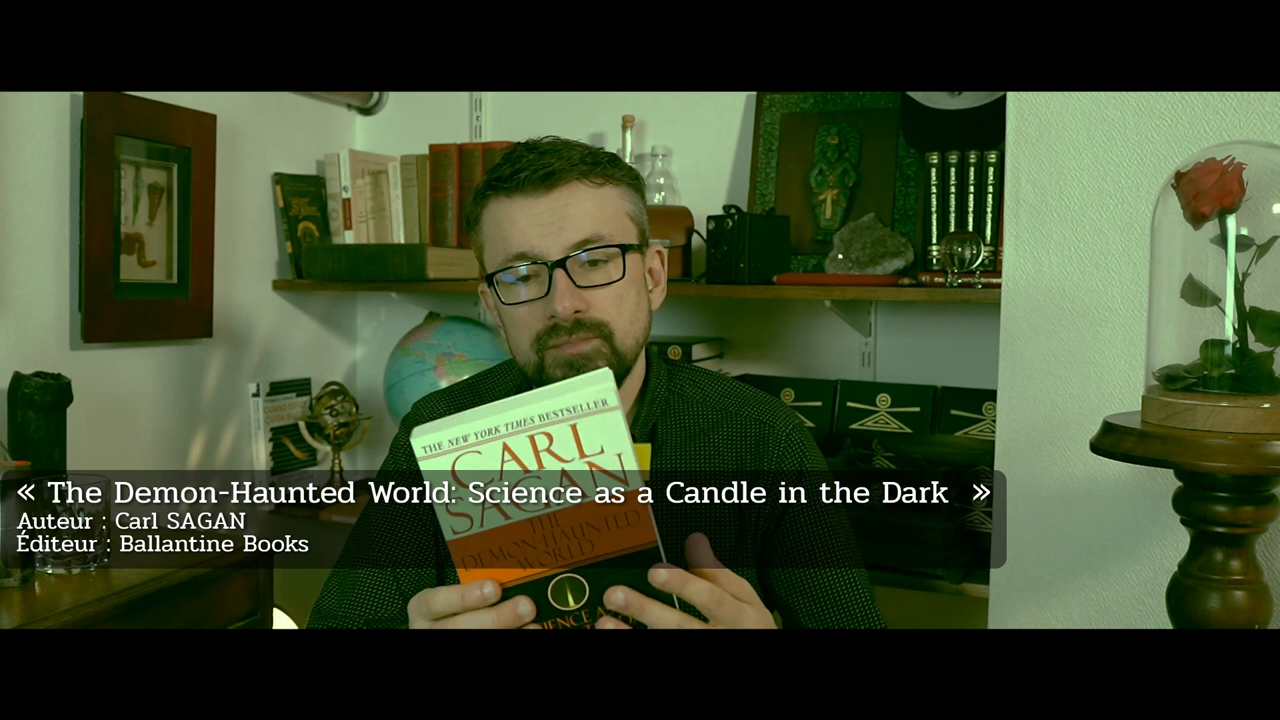 THE NEW YORK TIMES BESTSELLER
CARL
SAGAN
THE
DEMON-HAUNTED
WORLD
« The Demon-Haunted World: Science as a Candle in the Dark »
Auteur : Carl SAGAN
Éditeur : Ballantine Books